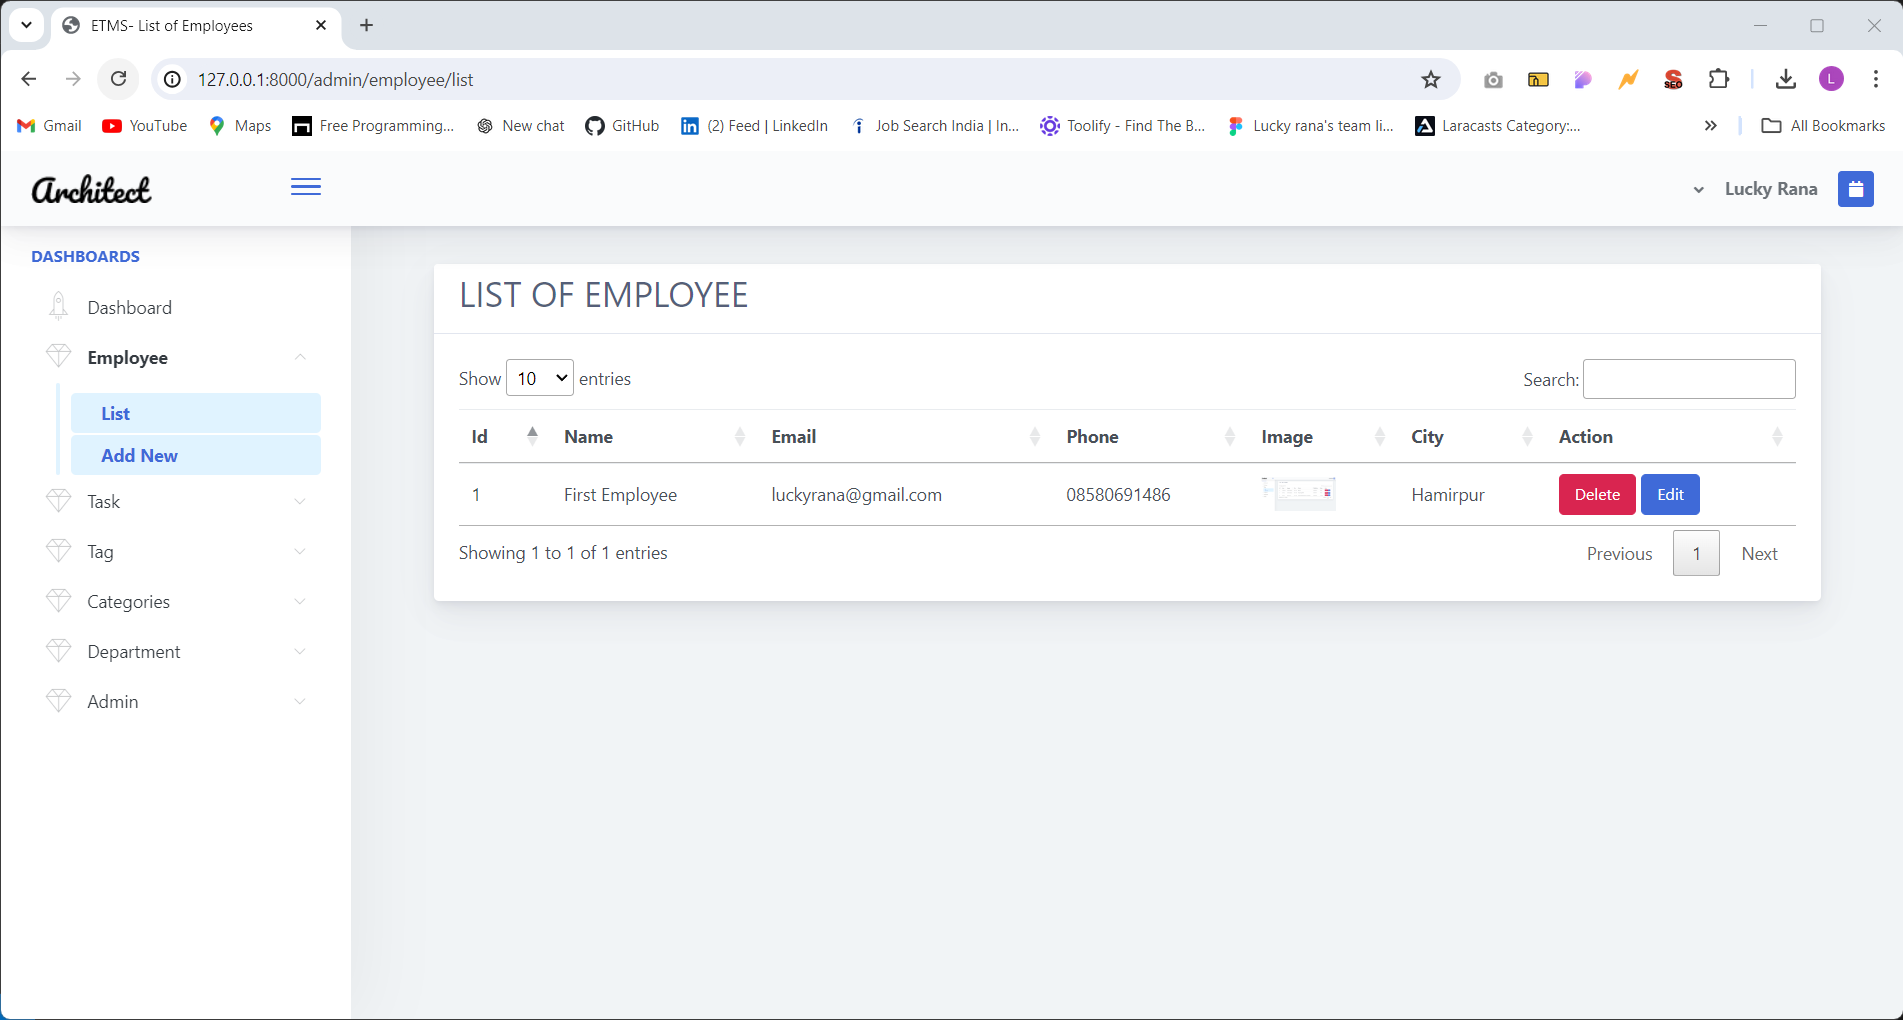 ETMS- List of Employees
127.0.0.1:8000/admin/employee/list
L
Gmail YouTube Maps Free Programming... New chat GitHub (2) Feed | LinkedIn Job Search India | In... Toolify - Find The B... Lucky rana's team li... Laracasts Category:... All Bookmarks
SEO
Architect
Lucky Rana
DASHBOARDS
Dashboard
Employee
List
Add New
Task
Tag
Categories
Department
Admin
LIST OF EMPLOYEE
Show 10 entries
Search:
Id Name Email Phone Image City Action
1 First Employee luckyrana@gmail.com 08580691486 Hamirpur Delete Edit
Showing 1 to 1 of 1 entries
Previous 1 Next